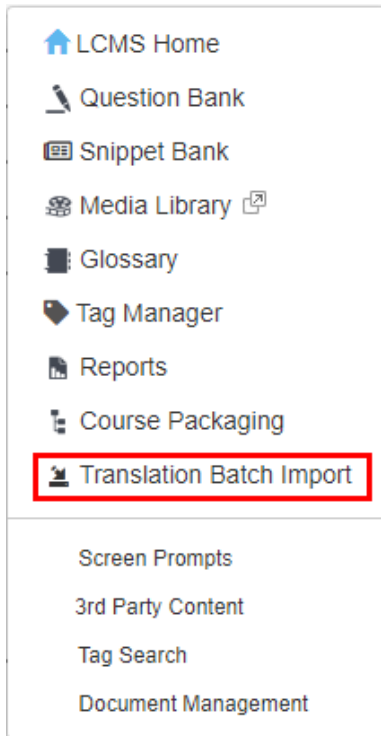 LCMS Home
Question Bank
Snippet Bank
Media Library
Glossary
Tag Manager
Reports
Course Packaging
Translation Batch Import
Screen Prompts
3rd Party Content
Tag Search
Document Management